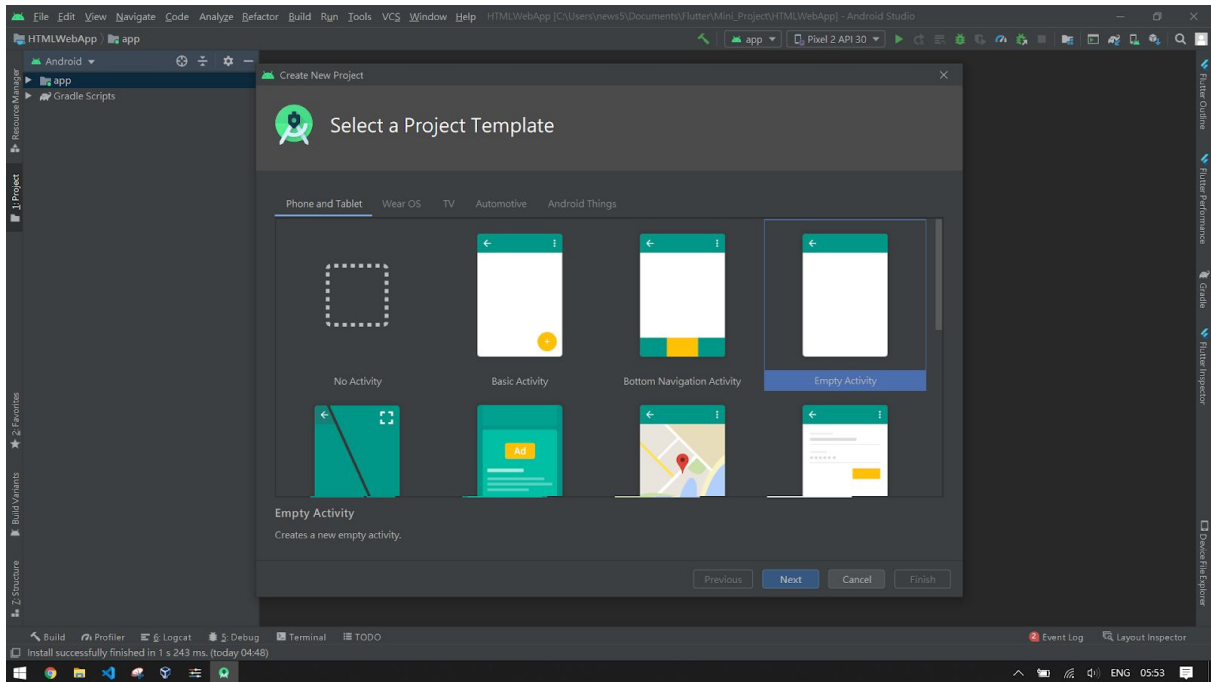 File Edit View Navigate Code Analyze Refactor Build Run Tools VCS Window Help HTMLWebApp [C:\Users\news5\Documents\Flutter\Mini_Project\HTMLWebApp] - Android Studio
HTMLWebApp app
app Pixel 2 API 30
Android
app
Gradle Scripts
Resource Manager
1: Project
2: Favorites
Build Variants
Z: Structure
Create New Project
Select a Project Template
Phone and Tablet Wear OS TV Automotive Android Things
No Activity Basic Activity Bottom Navigation Activity Empty Activity
Ad
Empty Activity
Creates a new empty activity.
Previous Next Cancel Finish
Flutter Outline
Flutter Performance
Gradle
Flutter Inspector
Device File Explorer
Build Profiler 6: Logcat 5: Debug Terminal TODO
2 Event Log Layout Inspector
Install successfully finished in 1 s 243 ms. (today 04:48)
ENG 05:53